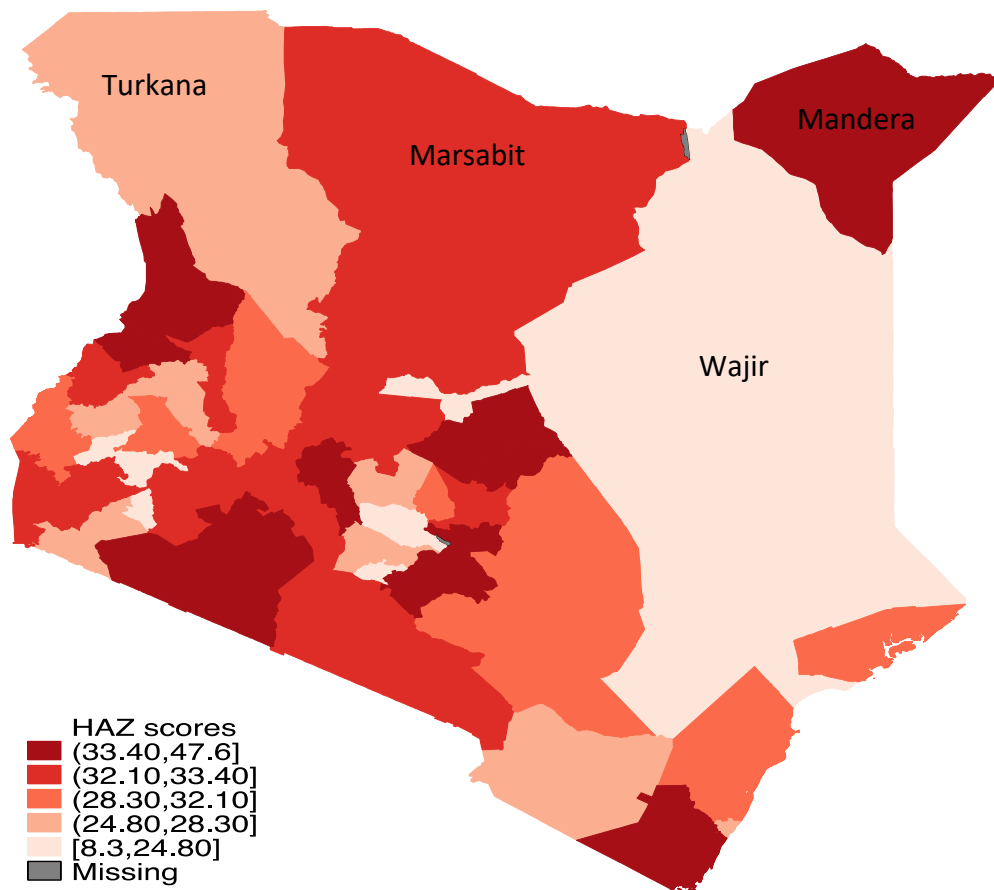 Turkana
Mandera
Marsabit
Wajir
HAZ scores
(33.40,47.6]
(32.10,33.40]
(28.30,32.10]
(24.80,28.30]
[8.3,24.80]
Missing